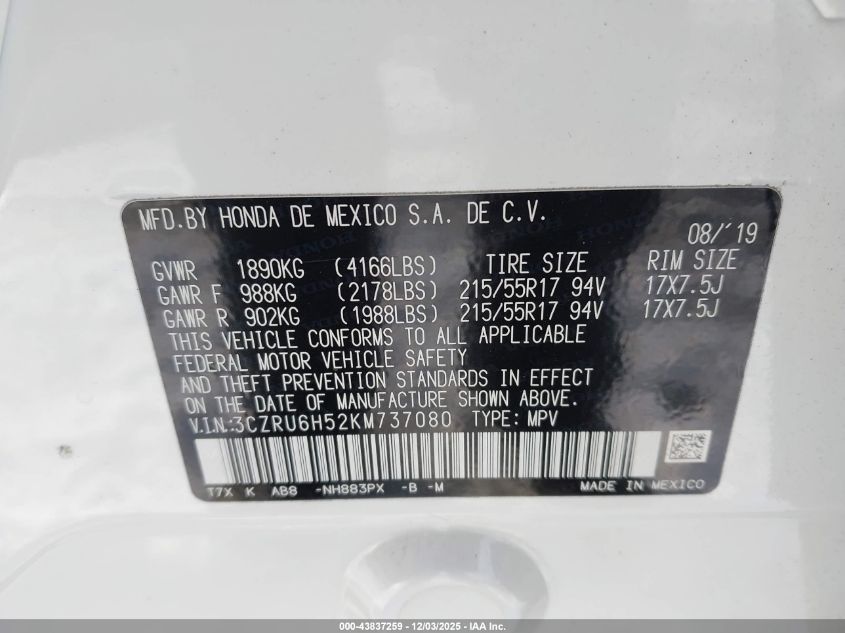 MFD.BY HONDA DE MEXICO S.A. DE C.V.
08/'19
GVWR 1890KG (4166LBS) TIRE SIZE RIM SIZE
GAWR F 988KG (2178LBS) 215/55R17 94V 17X7.5J
GAWR R 902KG (1988LBS) 215/55R17 94V 17X7.5J
THIS VEHICLE CONFORMS TO ALL APPLICABLE
FEDERAL MOTOR VEHICLE SAFETY
AND THEFT PREVENTION STANDARDS IN EFFECT
ON THE DATE OF MANUFACTURE SHOWN ABOVE.
V.I.N:3CZRU6H52KM737080 TYPE: MPV
T7X K AB8 -NH883PX -B -M MADE IN MEXICO
000-43837259 - 12/03/2025 - IAA Inc.